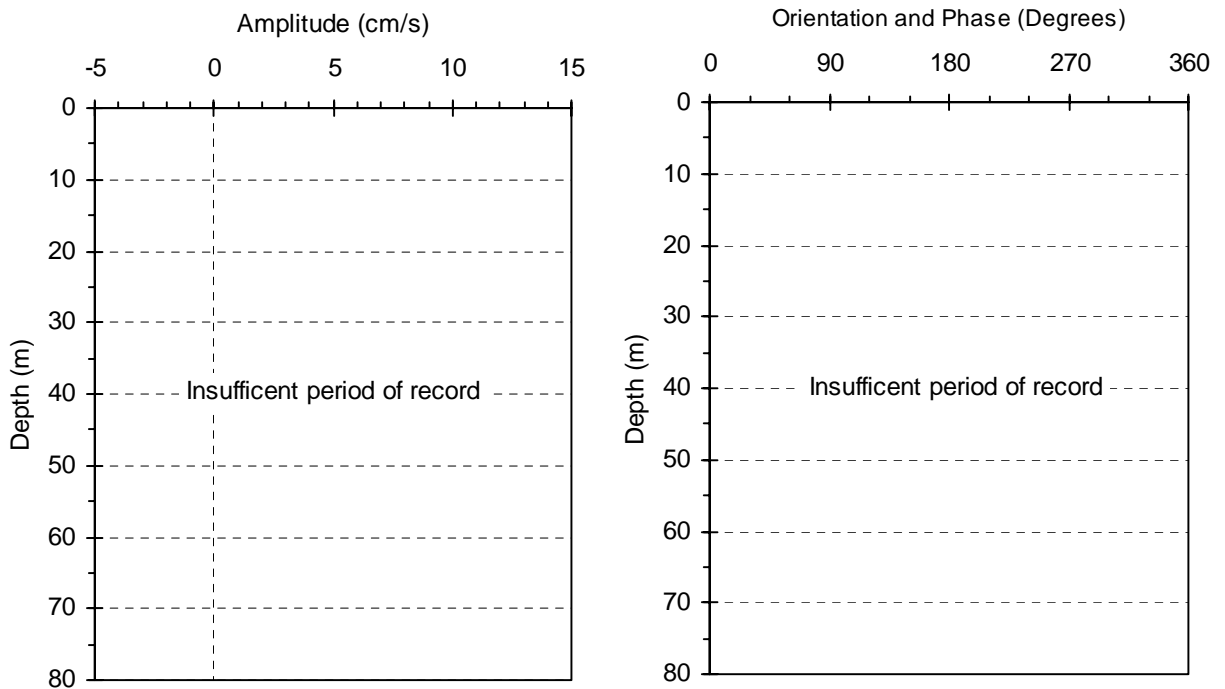 Amplitude (cm/s)
-5 0 5 10 15
0
10
20
30
40
50
60
70
80
Depth (m)
Insufficent period of record
Orientation and Phase (Degrees)
0 90 180 270 360
0
10
20
30
40
50
60
70
80
Depth (m)
Insufficent period of record